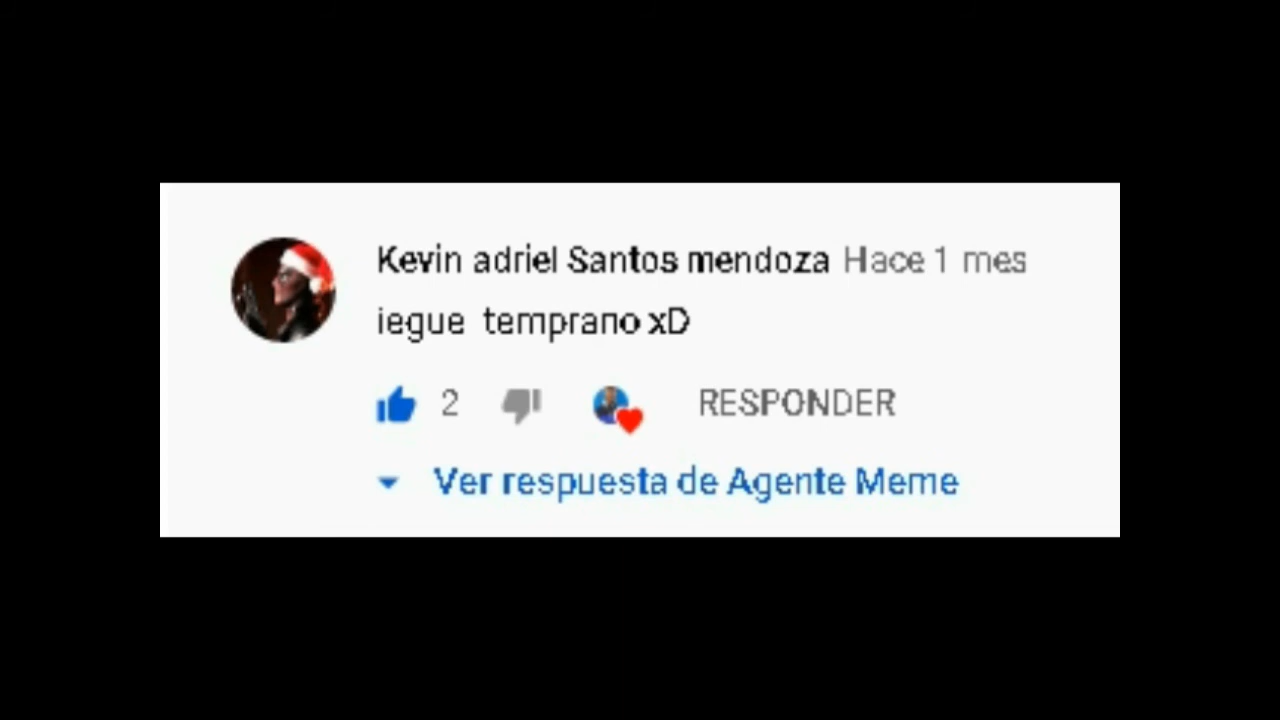 Kevin adriel Santos mendoza Hace 1 mes
iegue temprano xD
2 RESPONDER
Ver respuesta de Agente Meme